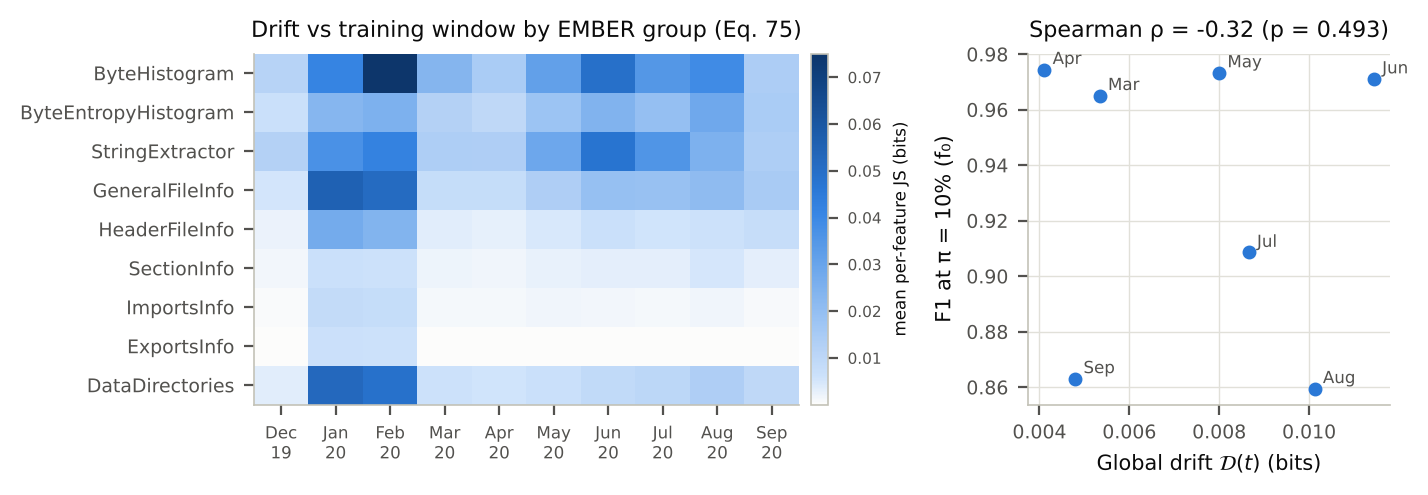 Drift vs training window by EMBER group (Eq. 75)
ByteHistogram
ByteEntropyHistogram
StringExtractor
GeneralFileInfo
HeaderFileInfo
SectionInfo
ImportsInfo
ExportsInfo
DataDirectories
Dec Jan Feb Mar Apr May Jun Jul Aug Sep
19 20 20 20 20 20 20 20 20 20
0.07
0.06
0.05
0.04
0.03
0.02
0.01
mean per-feature JS (bits)
Spearman ρ = -0.32 (p = 0.493)
F1 at π = 10% (f₀)
0.98
0.96
0.94
0.92
0.90
0.88
0.86
Apr
Mar
May
Jun
Jul
Sep
Aug
0.004 0.006 0.008 0.010
Global drift 𝒟(t) (bits)